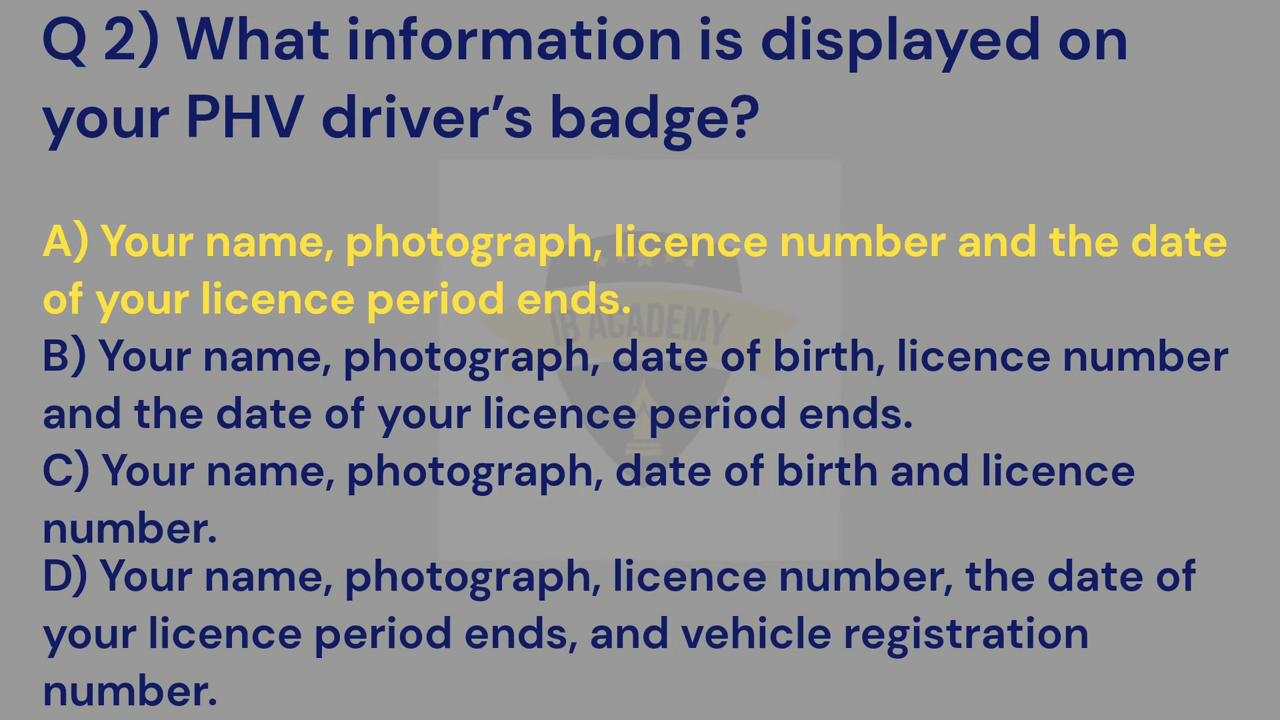 Q 2) What information is displayed on
your PHV driver’s badge?
A) Your name, photograph, licence number and the date
of your licence period ends.
IB ACADEMY
B) Your name, photograph, date of birth, licence number
and the date of your licence period ends.
C) Your name, photograph, date of birth and licence
number.
D) Your name, photograph, licence number, the date of
your licence period ends, and vehicle registration
number.